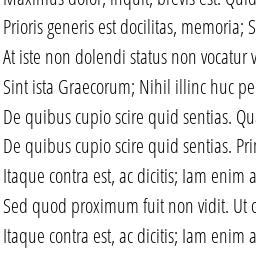 Maximus dolor, inquit, brevis est. Quid
Prioris generis est docilitas, memoria; S
At iste non dolendi status non vocatur v
Sint ista Graecorum; Nihil illinc huc pe
De quibus cupio scire quid sentias. Qu
De quibus cupio scire quid sentias. Pri
Itaque contra est, ac dicitis; Iam enim a
Sed quod proximum fuit non vidit. Ut
Itaque contra est, ac dicitis; Iam enim a